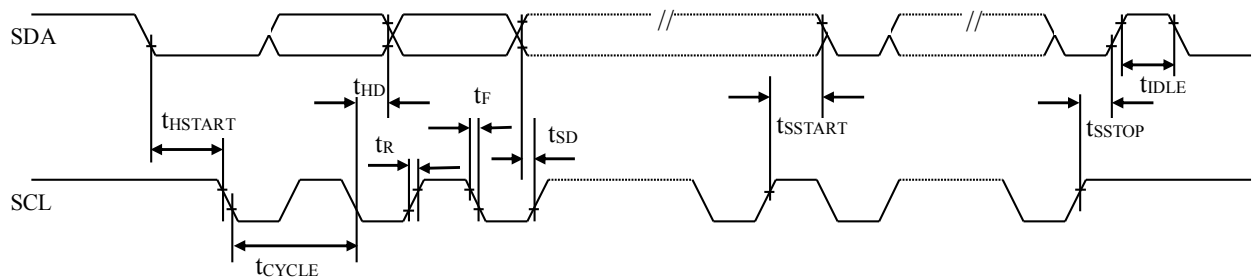 SDA
//
//
tHD
tF
tIDLE
tHSTART
tSSTART
tSSTOP
tR
tSD
SCL
tCYCLE